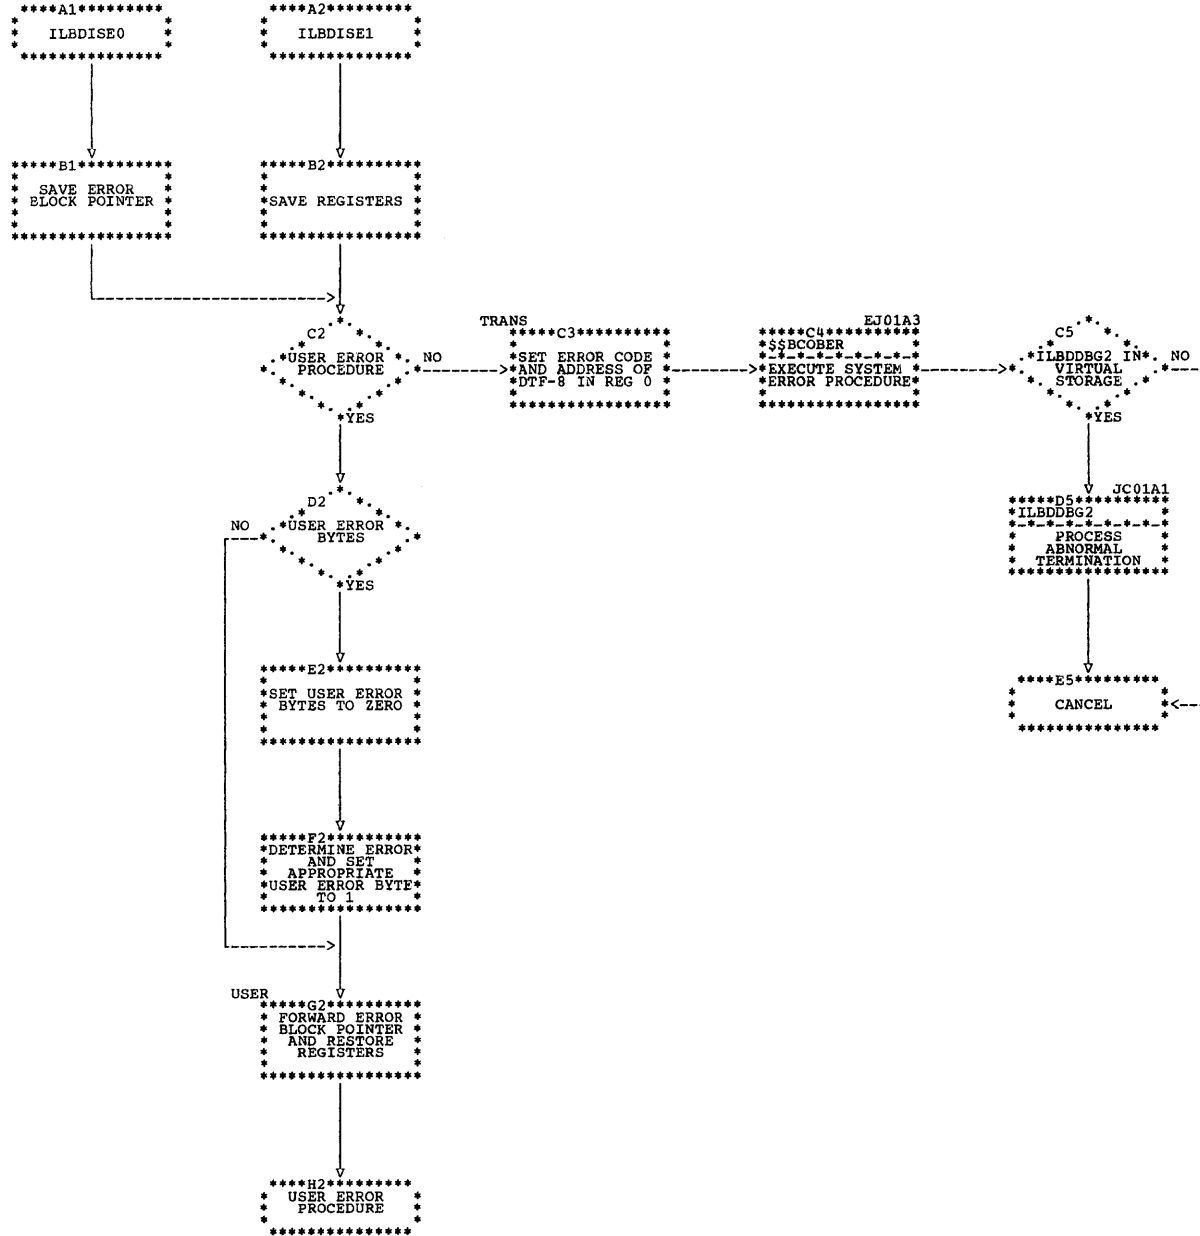 A1
ILBDISE0
A2
ILBDISE1
B1
SAVE ERROR
BLOCK POINTER
B2
SAVE REGISTERS
C2
USER ERROR
PROCEDURE
NO
YES
TRANS
C3
SET ERROR CODE
AND ADDRESS OF
DTF-8 IN REG 0
EJ01A3
C4
$$BCOBER
EXECUTE SYSTEM
ERROR PROCEDURE
C5
ILBDDBG2 IN
VIRTUAL
STORAGE
NO
YES
D2
USER ERROR
BYTES
NO
YES
JC01A1
D5
ILBDDBG2
PROCESS
ABNORMAL
TERMINATION
E2
SET USER ERROR
BYTES TO ZERO
E5
CANCEL
F2
DETERMINE ERROR
AND SET
APPROPRIATE
USER ERROR BYTE
TO 1
USER
G2
FORWARD ERROR
BLOCK POINTER
AND RESTORE
REGISTERS
H2
USER ERROR
PROCEDURE